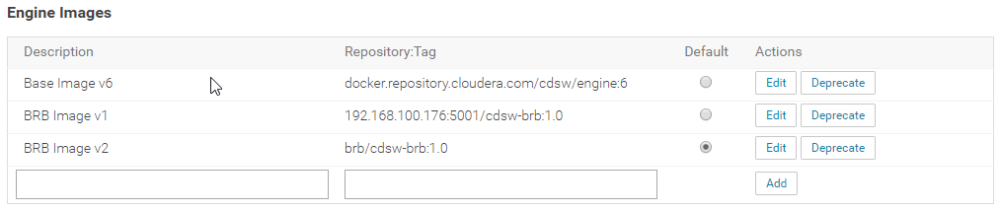 Engine Images
Description Repository:Tag Default Actions
Base Image v6 docker.repository.cloudera.com/cdsw/engine:6 Edit Deprecate
BRB Image v1 192.168.100.176:5001/cdsw-brb:1.0 Edit Deprecate
BRB Image v2 brb/cdsw-brb:1.0 Edit Deprecate
Add